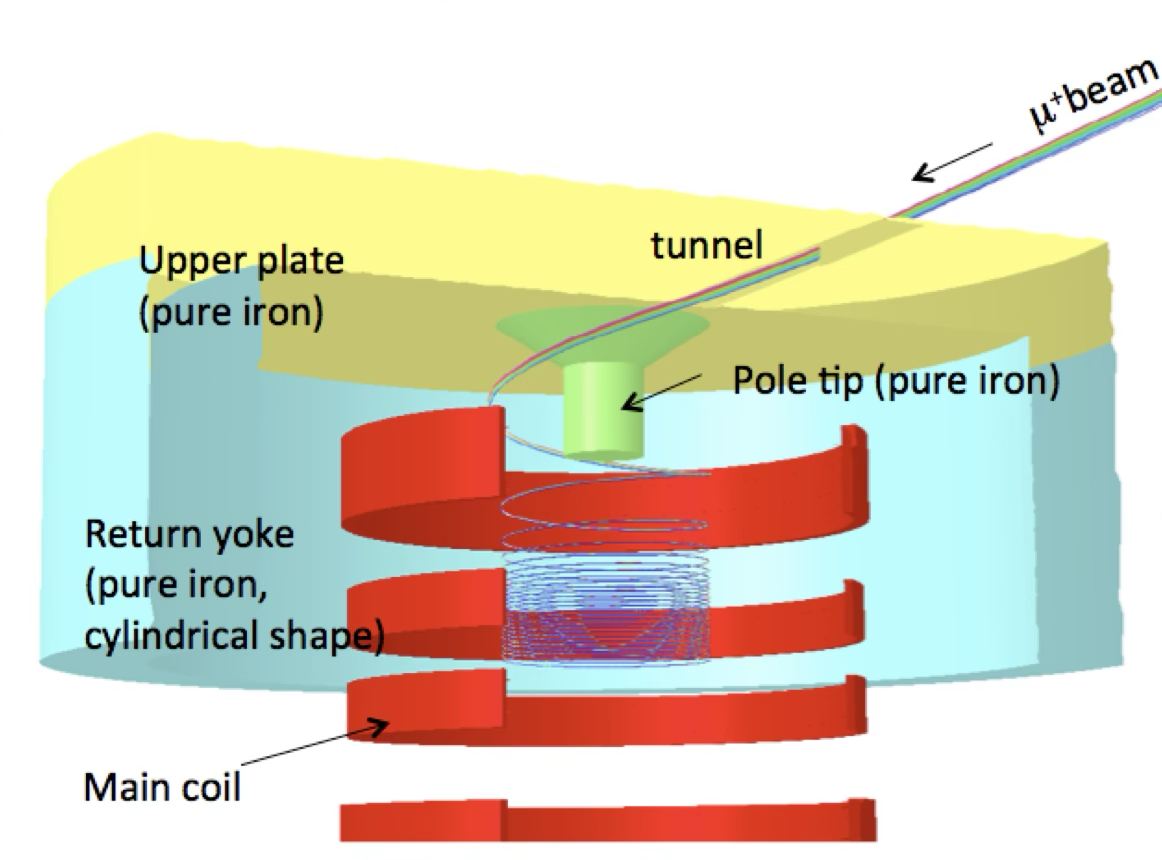 μ⁺beam
tunnel
Upper plate
(pure iron)
Pole tip (pure iron)
Return yoke
(pure iron,
cylindrical shape)
Main coil